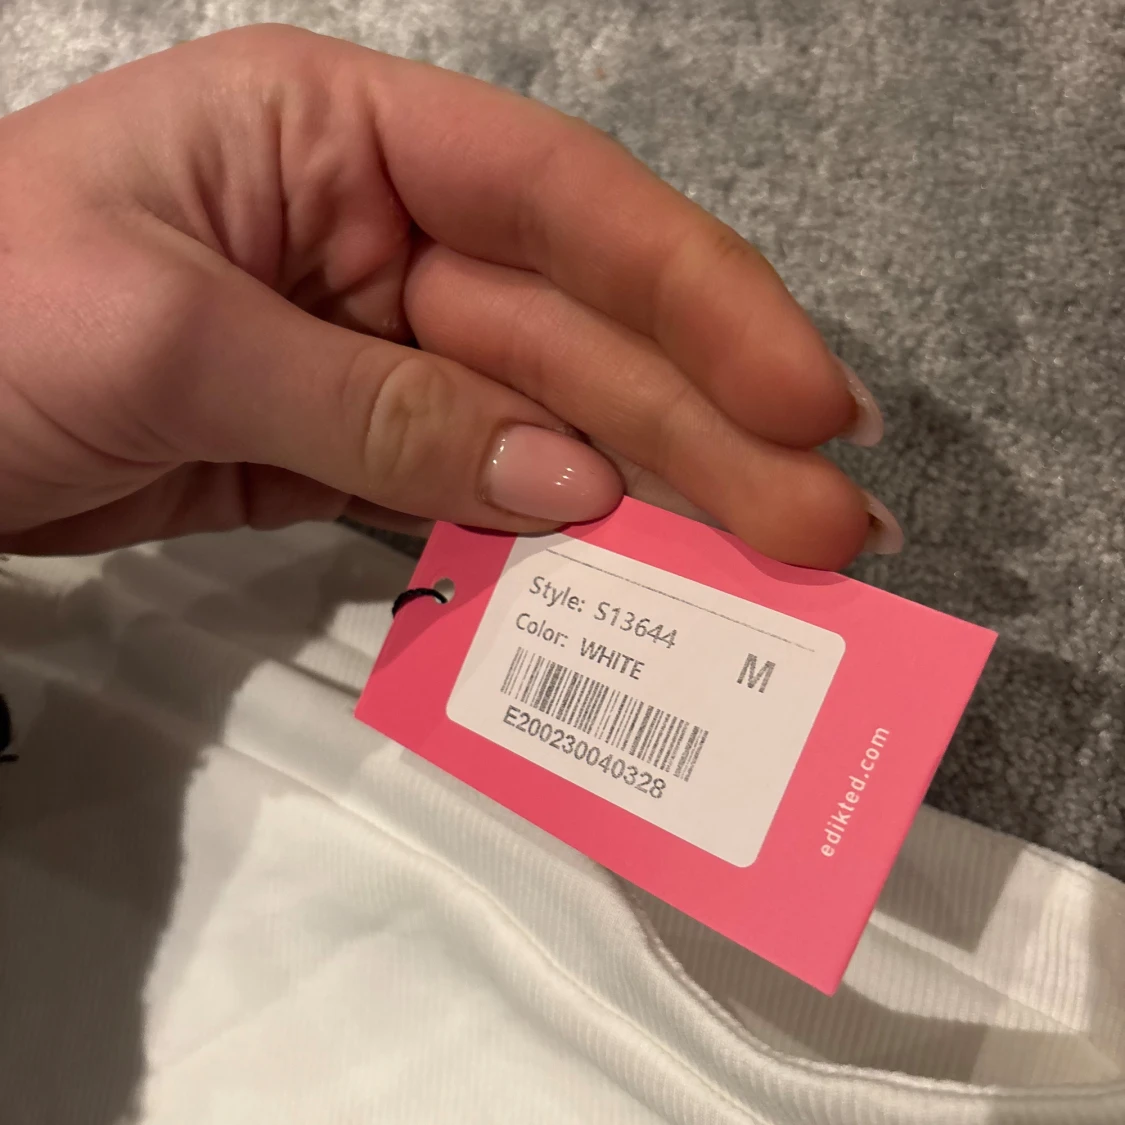 Style: S13644
Color: WHITE
M
E200230040328
edikted.com